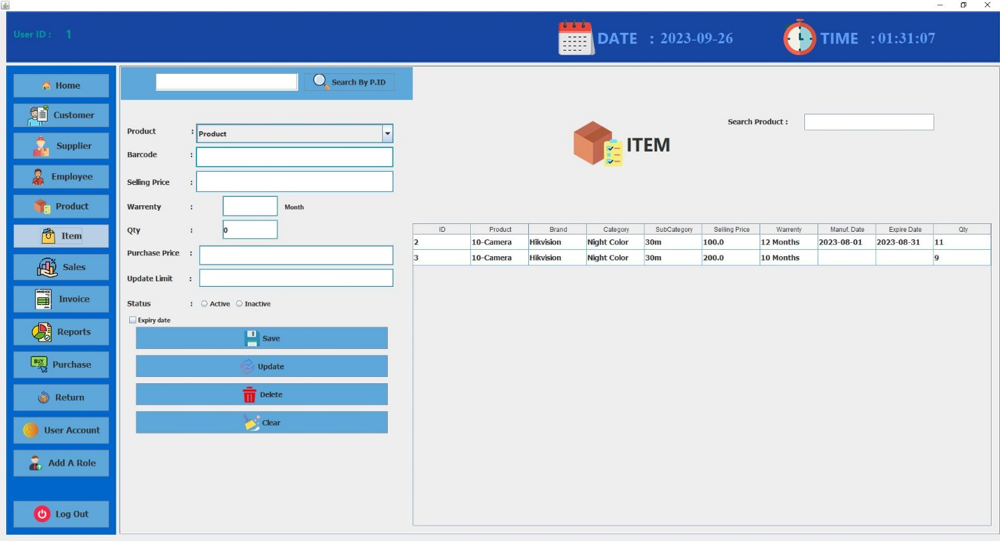 User ID : 1
DATE : 2023-09-26
TIME : 01:31:07
Home
Customer
Supplier
Employee
Product
Item
Sales
INVOICE
Invoice
Reports
BUY
Purchase
Return
User Account
Add A Role
Log Out
Search By P.ID
Product : Product
Barcode :
Selling Price :
Warrenty : Month
Qty : 0
Purchase Price :
Update Limit :
Status : Active Inactive
Expiry date
Save
Update
Delete
Clear
ITEM
Search Product :
ID Product Brand Category SubCategory Selling Price Warrenty Manuf. Date Expire Date Qty
2 10-Camera Hikvision Night Color 30m 100.0 12 Months 2023-08-01 2023-08-31 11
3 10-Camera Hikvision Night Color 30m 200.0 10 Months 9